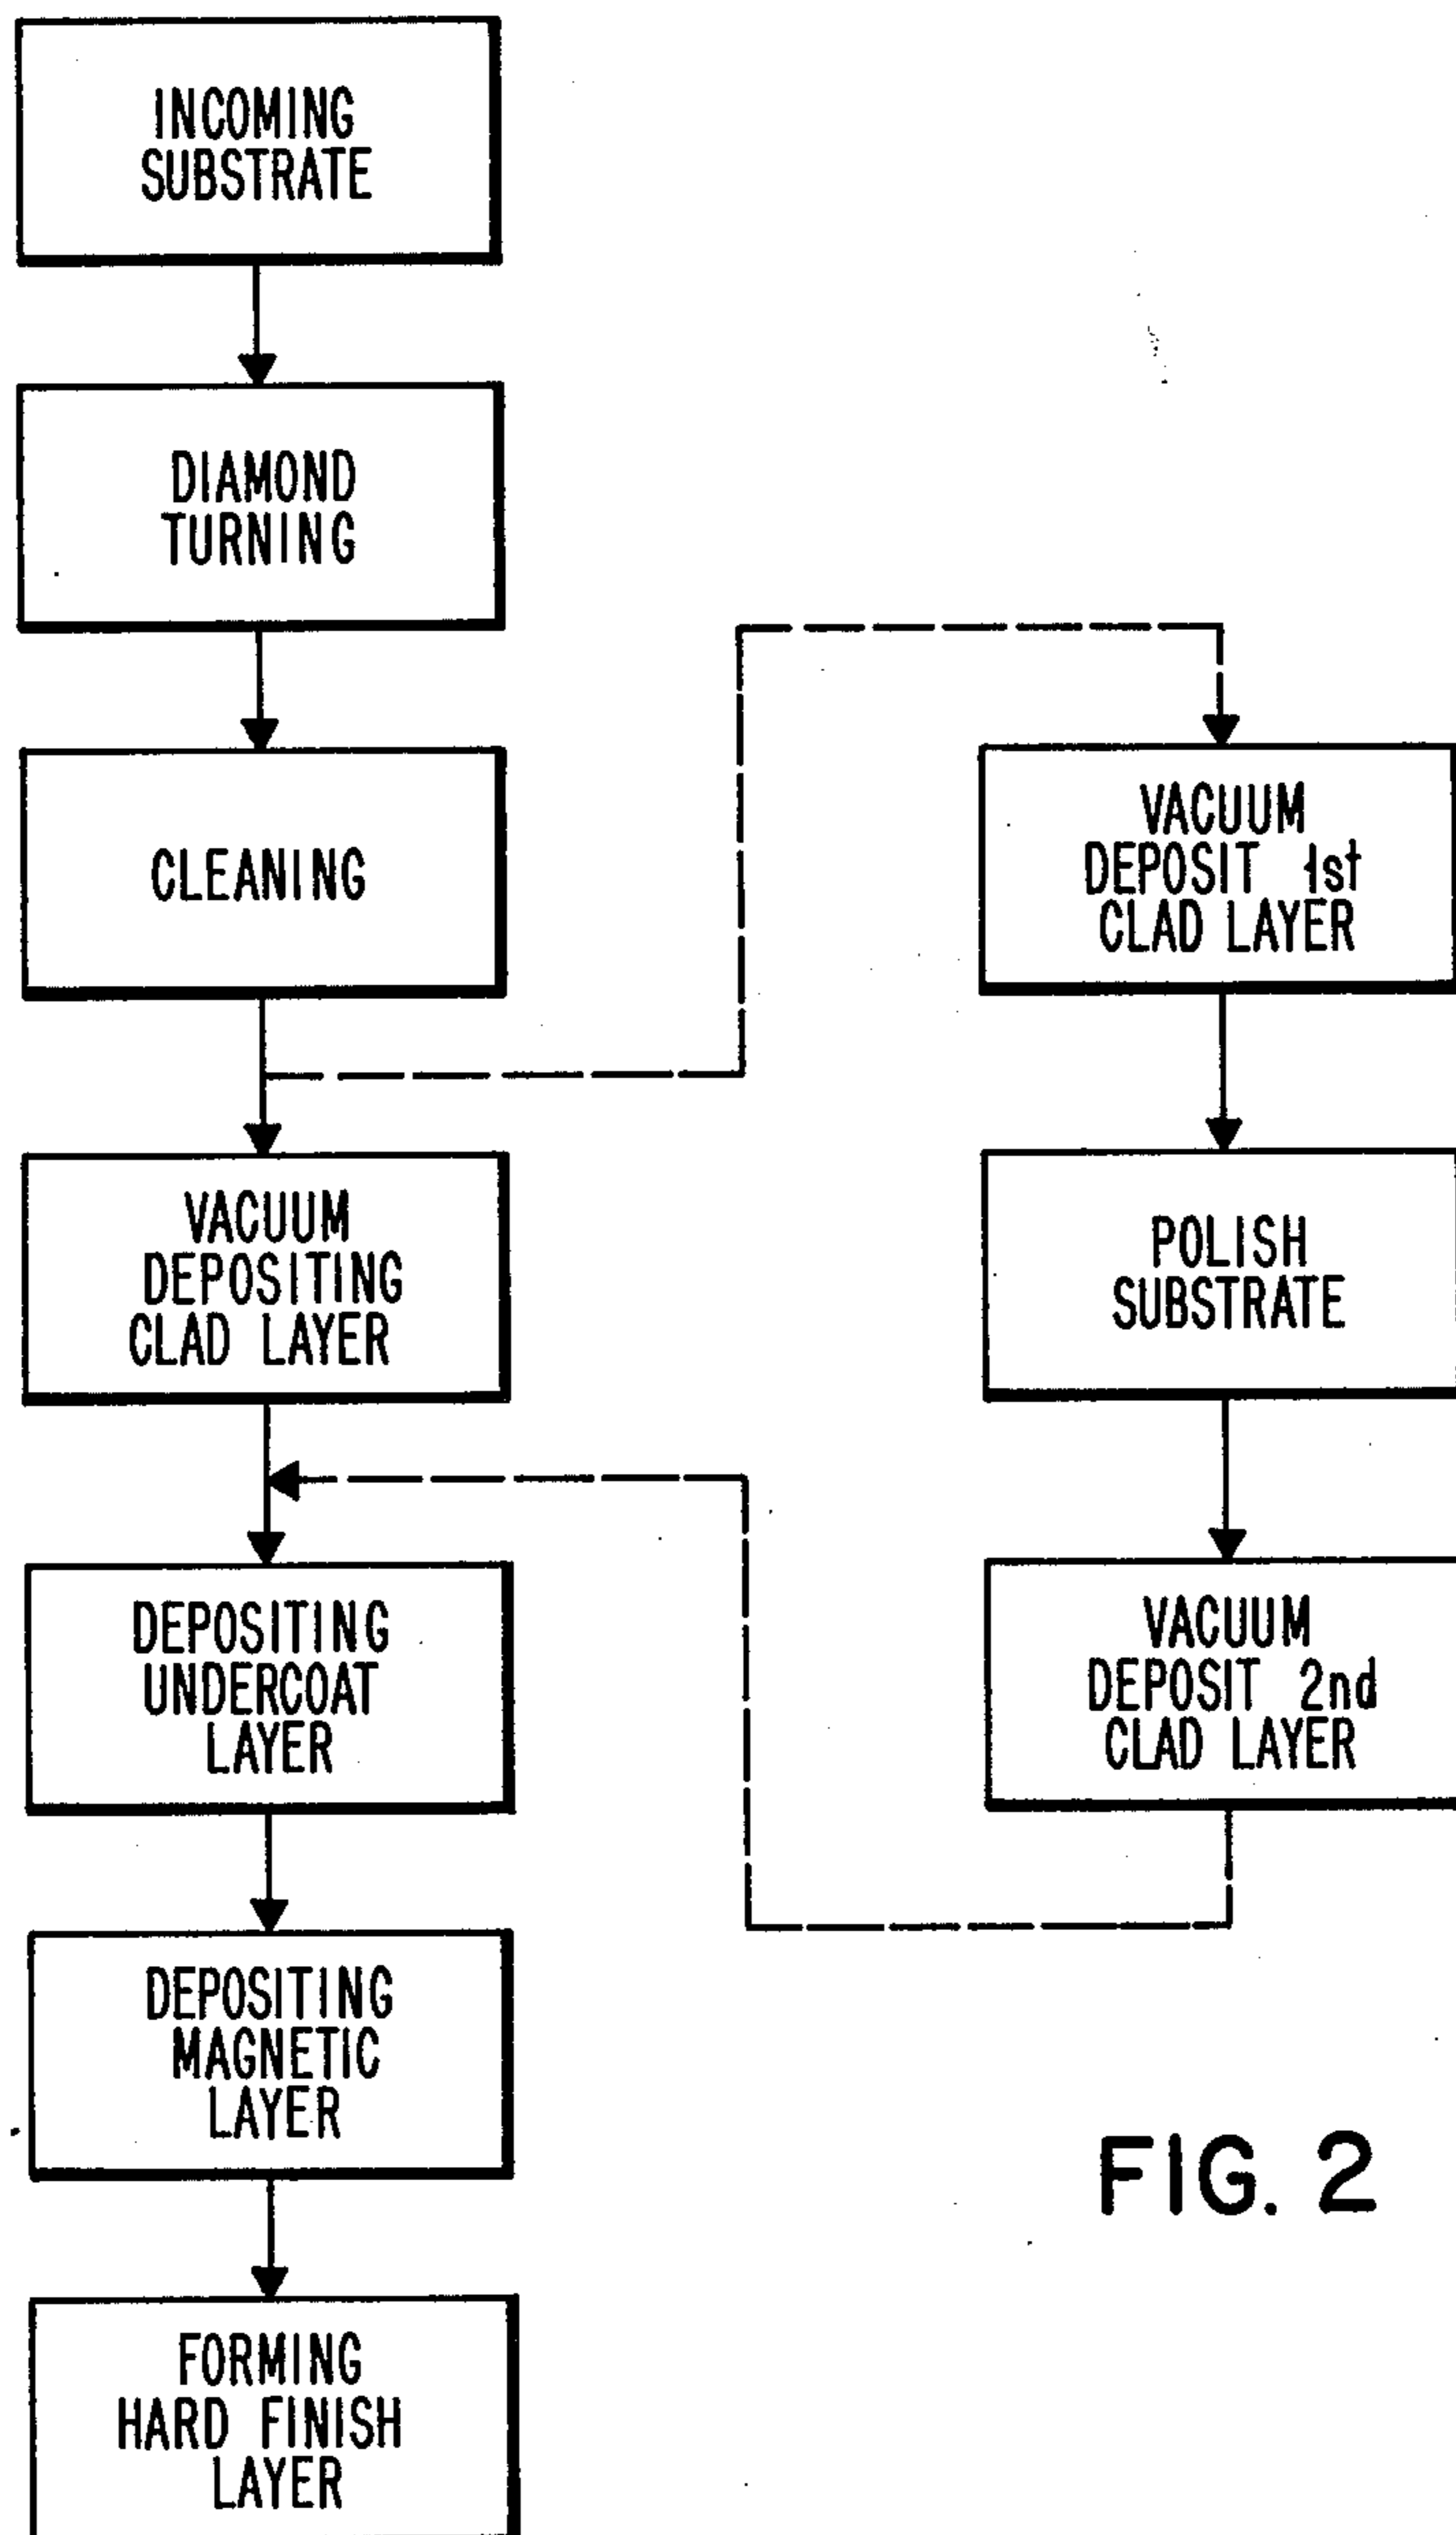 INCOMING
SUBSTRATE
DIAMOND
TURNING
CLEANING
VACUUM
DEPOSITING
CLAD LAYER
DEPOSITING
UNDERCOAT
LAYER
DEPOSITING
MAGNETIC
LAYER
FORMING
HARD FINISH
LAYER
VACUUM
DEPOSIT 1st
CLAD LAYER
POLISH
SUBSTRATE
VACUUM
DEPOSIT 2nd
CLAD LAYER
FIG. 2